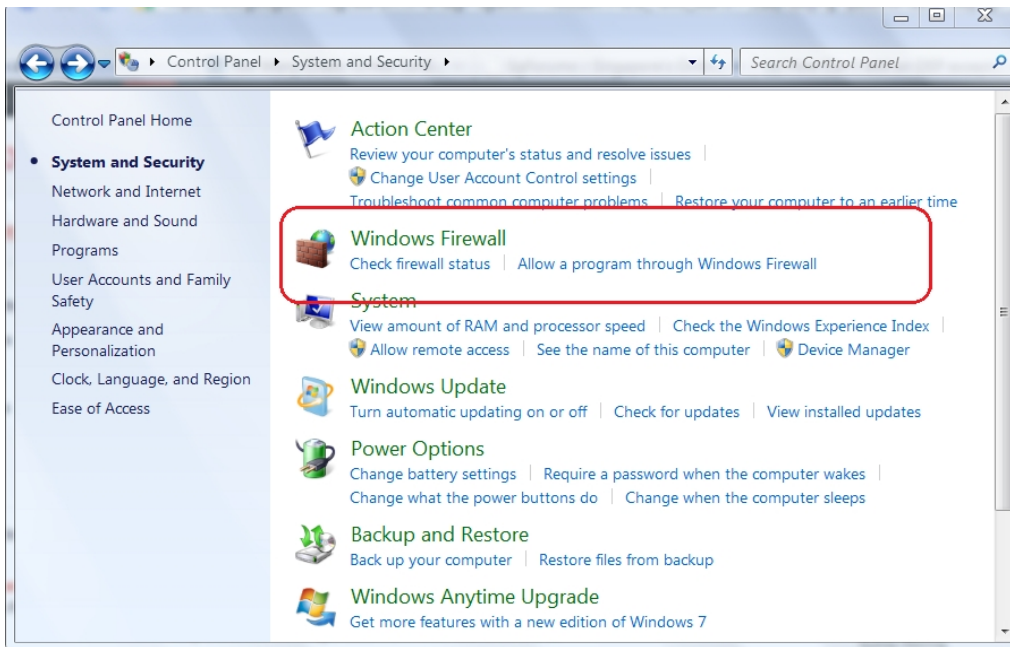 Control Panel System and Security
Search Control Panel
Control Panel Home
System and Security
Network and Internet
Hardware and Sound
Programs
User Accounts and Family
Safety
Appearance and
Personalization
Clock, Language, and Region
Ease of Access
Action Center
Review your computer's status and resolve issues
Change User Account Control settings
Troubleshoot common computer problems Restore your computer to an earlier time
Windows Firewall
Check firewall status Allow a program through Windows Firewall
System
View amount of RAM and processor speed Check the Windows Experience Index
Allow remote access See the name of this computer Device Manager
Windows Update
Turn automatic updating on or off Check for updates View installed updates
Power Options
Change battery settings Require a password when the computer wakes
Change what the power buttons do Change when the computer sleeps
Backup and Restore
Back up your computer Restore files from backup
Windows Anytime Upgrade
Get more features with a new edition of Windows 7